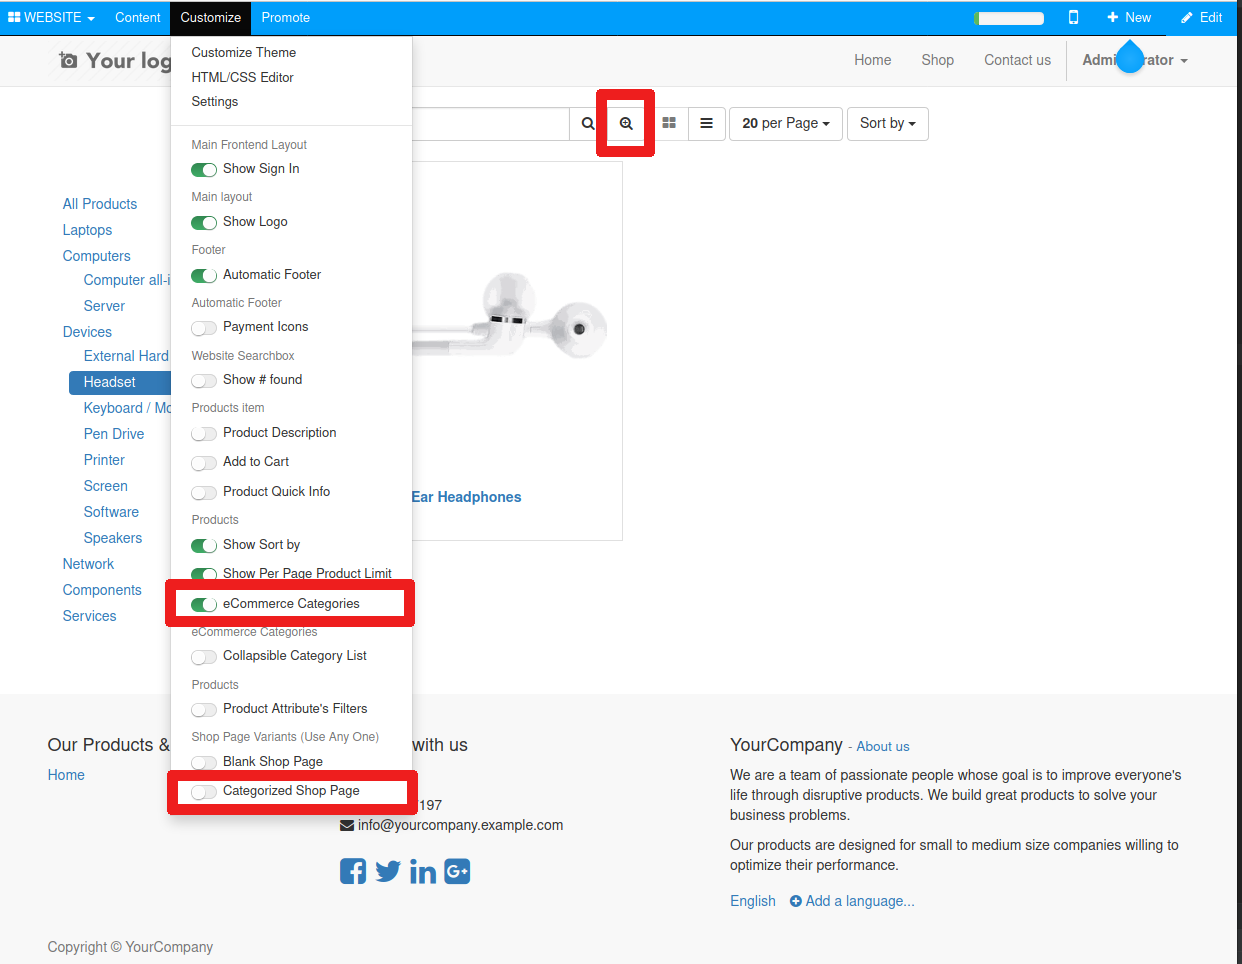 WEBSITE Content Customize Promote New Edit
Your log
Home Shop Contact us
Customize Theme
HTML/CSS Editor
Settings
20 per Page Sort by
Main Frontend Layout
Show Sign In
Main layout
Show Logo
Footer
Automatic Footer
Automatic Footer
Payment Icons
Website Searchbox
Show # found
Products item
Product Description
Add to Cart
Product Quick Info
Products
Show Sort by
Show Per Page Product Limit
eCommerce Categories
eCommerce Categories
Collapsible Category List
Products
Product Attribute's Filters
Shop Page Variants (Use Any One)
Blank Shop Page
Categorized Shop Page
All Products
Laptops
Computers
Computer all-i
Server
Devices
External Hard
Headset
Keyboard / Mo
Pen Drive
Printer
Screen
Software
Speakers
Network
Components
Services
Ear Headphones
Our Products &
Home
with us
197
info@yourcompany.example.com
YourCompany - About us
We are a team of passionate people whose goal is to improve everyone's
life through disruptive products. We build great products to solve your
business problems.
Our products are designed for small to medium size companies willing to
optimize their performance.
English Add a language...
Copyright © YourCompany